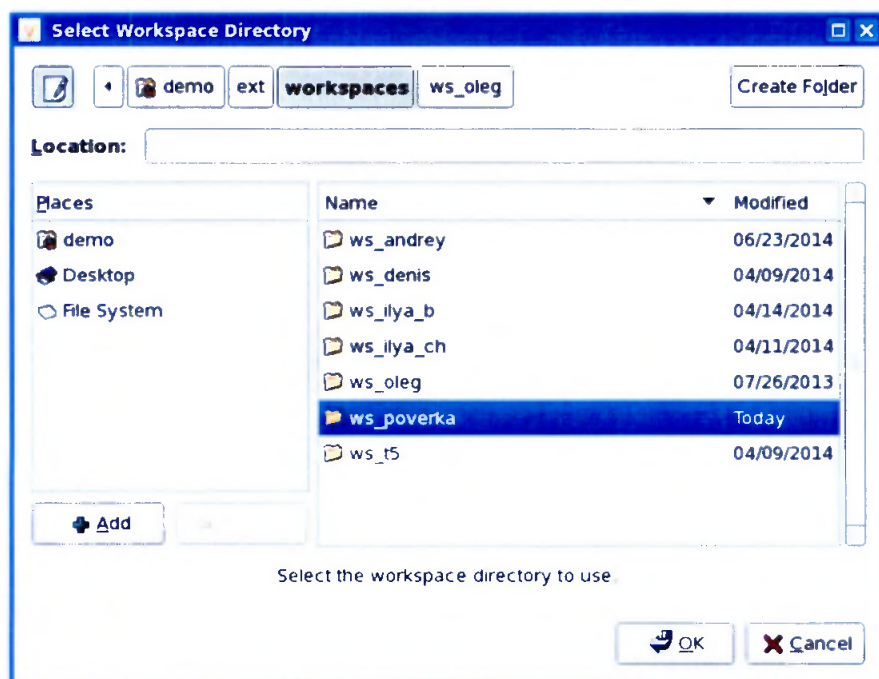 Select Workspace Directory
demo ext workspaces ws_oleg Create Folder
Location:
Places Name Modified
demo ws_andrey 06/23/2014
Desktop ws_denis 04/09/2014
File System ws_ilya_b 04/14/2014
ws_ilya_ch 04/11/2014
ws_oleg 07/26/2013
ws_poverka Today
ws_t5 04/09/2014
Add
Select the workspace directory to use
OK Cancel